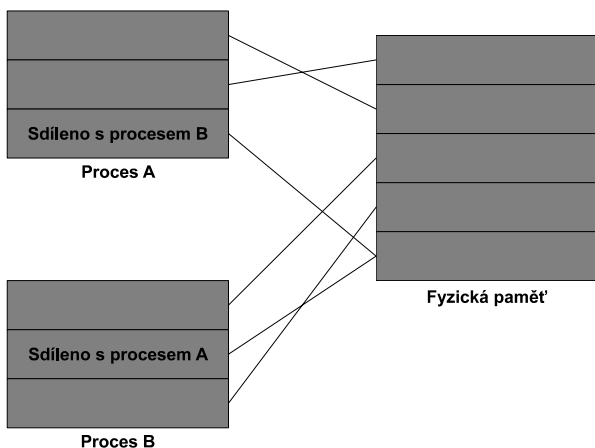 Sdíleno s procesem B
Proces A
Fyzická paměť
Sdíleno s procesem A
Proces B